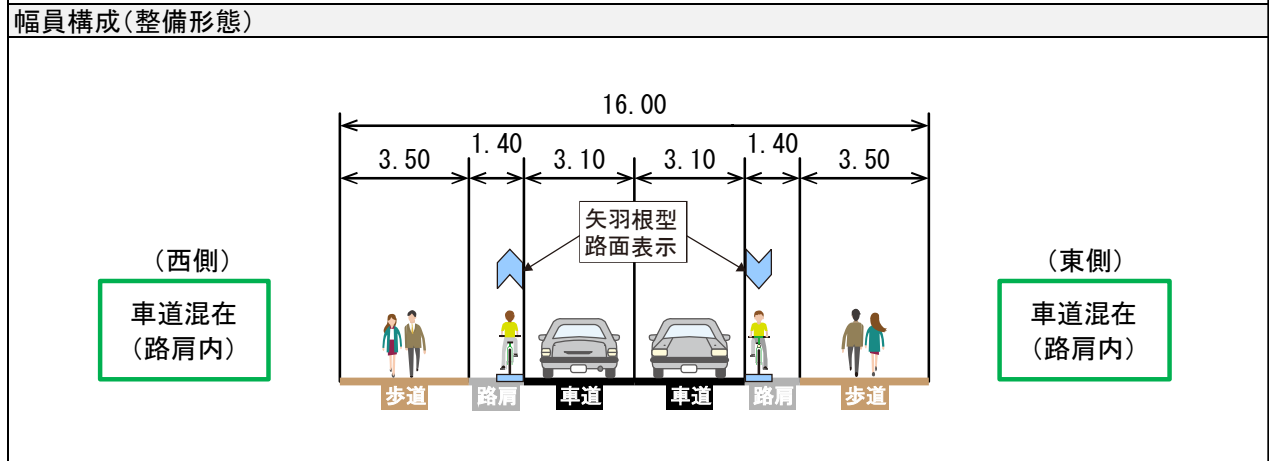 幅員構成(整備形態)
16.00
3.50
1.40
3.10
3.10
1.40
3.50
矢羽根型
路面表示
(西側)
車道混在
(路肩内)
(東側)
車道混在
(路肩内)
歩道
路肩
車道
車道
路肩
歩道